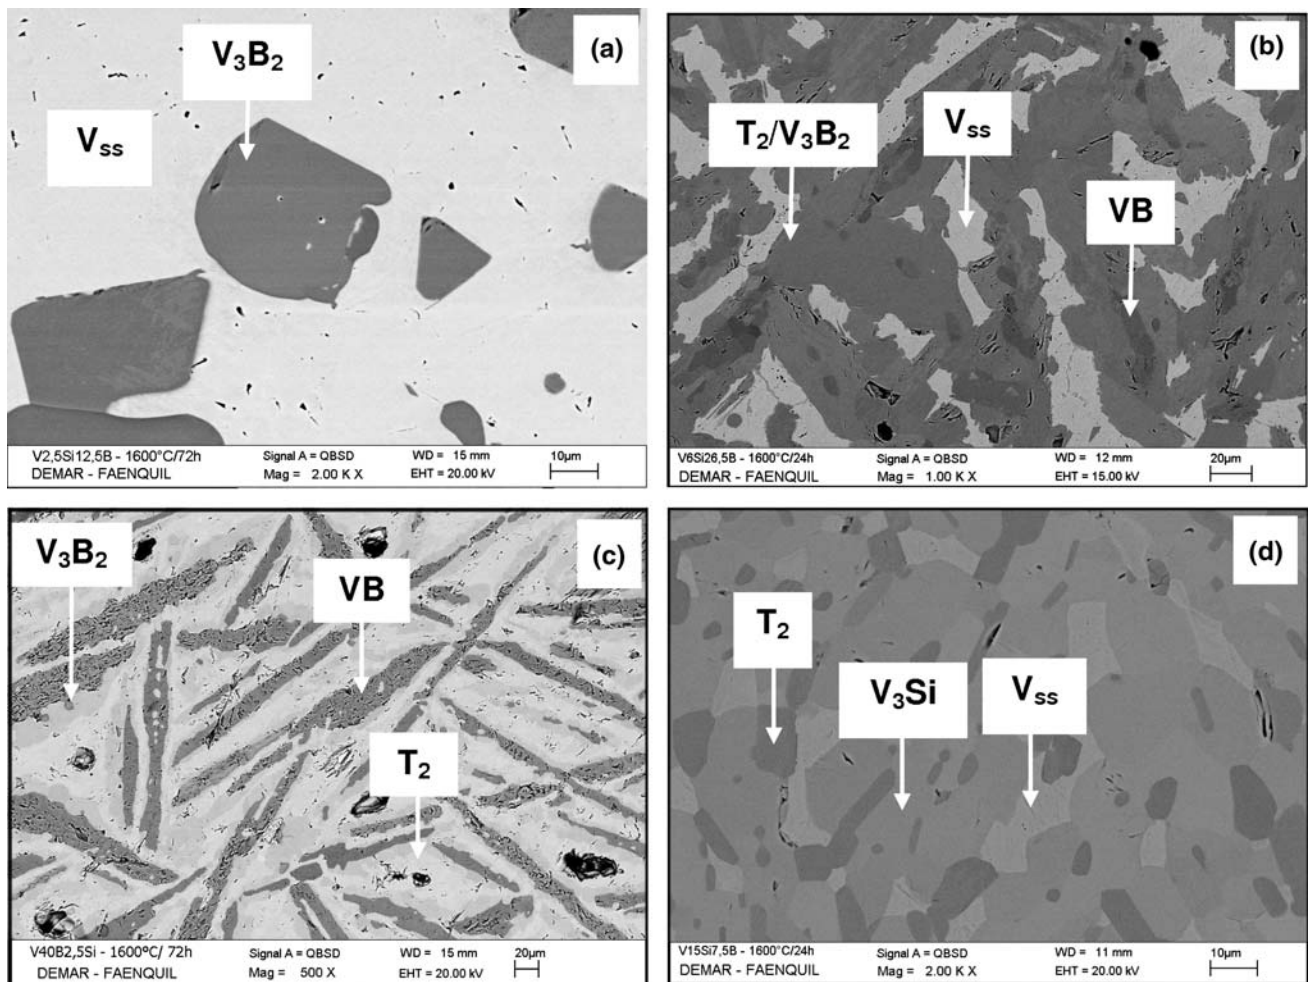 (a)
V₃B₂
Vss
V2,5Si12,5B - 1600°C/72h Signal A = QBSD WD = 15 mm 10µm
DEMAR - FAENQUIL Mag = 2.00 K X EHT = 20.00 kV
(b)
T₂/V₃B₂
Vss
VB
V6Si26,5B - 1600°C/24h Signal A = QBSD WD = 12 mm 20µm
DEMAR - FAENQUIL Mag = 1.00 K X EHT = 15.00 kV
(c)
V₃B₂
VB
T₂
V40B2,5Si - 1600ºC/ 72h Signal A = QBSD WD = 15 mm 20µm
DEMAR - FAENQUIL Mag = 500 X EHT = 20.00 kV
(d)
T₂
V₃Si
Vss
V15Si7,5B - 1600°C/24h Signal A = QBSD WD = 11 mm 10µm
DEMAR - FAENQUIL Mag = 2.00 K X EHT = 20.00 kV